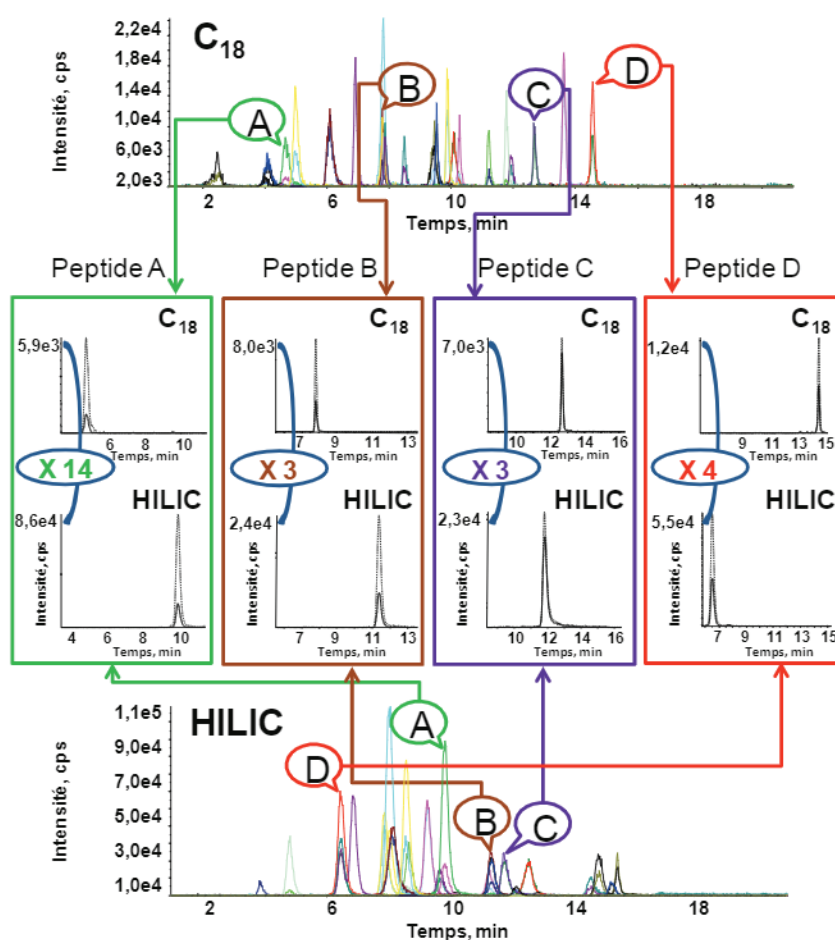 C18
Intensité, cps
2,2e4
1,8e4
1,4e4
1,0e4
6,0e3
2,0e3
A
B
C
D
2 6 10 14 18
Temps, min
Peptide A Peptide B Peptide C Peptide D
C18 C18 C18 C18
5,9e3 8,0e3 7,0e3 1,2e4
6 8 10 7 9 11 13 10 12 14 16 9 11 13 15
Temps, min Temps, min Temps, min Temps, min
X 14 X 3 X 3 X 4
HILIC HILIC HILIC HILIC
8,6e4 2,4e4 2,3e4 5,5e4
Intensité, cps Intensité, cps Intensité, cps Intensité, cps
4 6 8 10 7 9 11 13 10 12 14 16 7 9 11 13 15
Temps, min Temps, min Temps, min Temps, min
HILIC
Intensité, cps
1,1e5
9,0e4
7,0e4
5,0e4
3,0e4
1,0e4
A
D
B
C
2 6 10 14 18
Temps, min